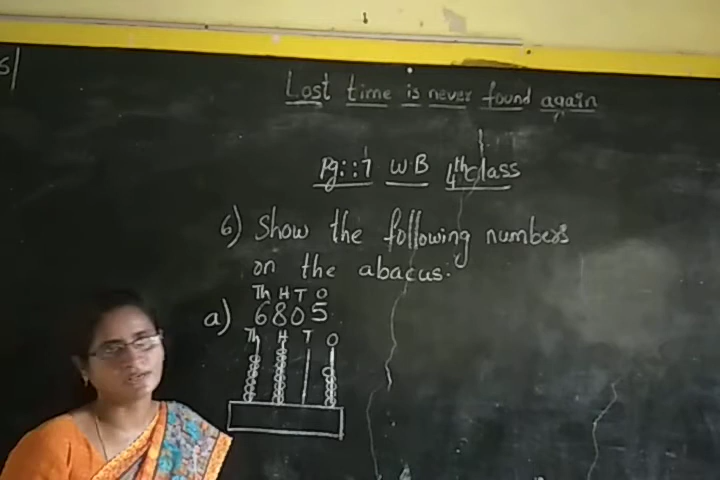 Lost time is never found again
Pg::7 W.B 4th class
6) Show the following numbers
on the abacus:
Th H T O
a) 6805
Th H T O